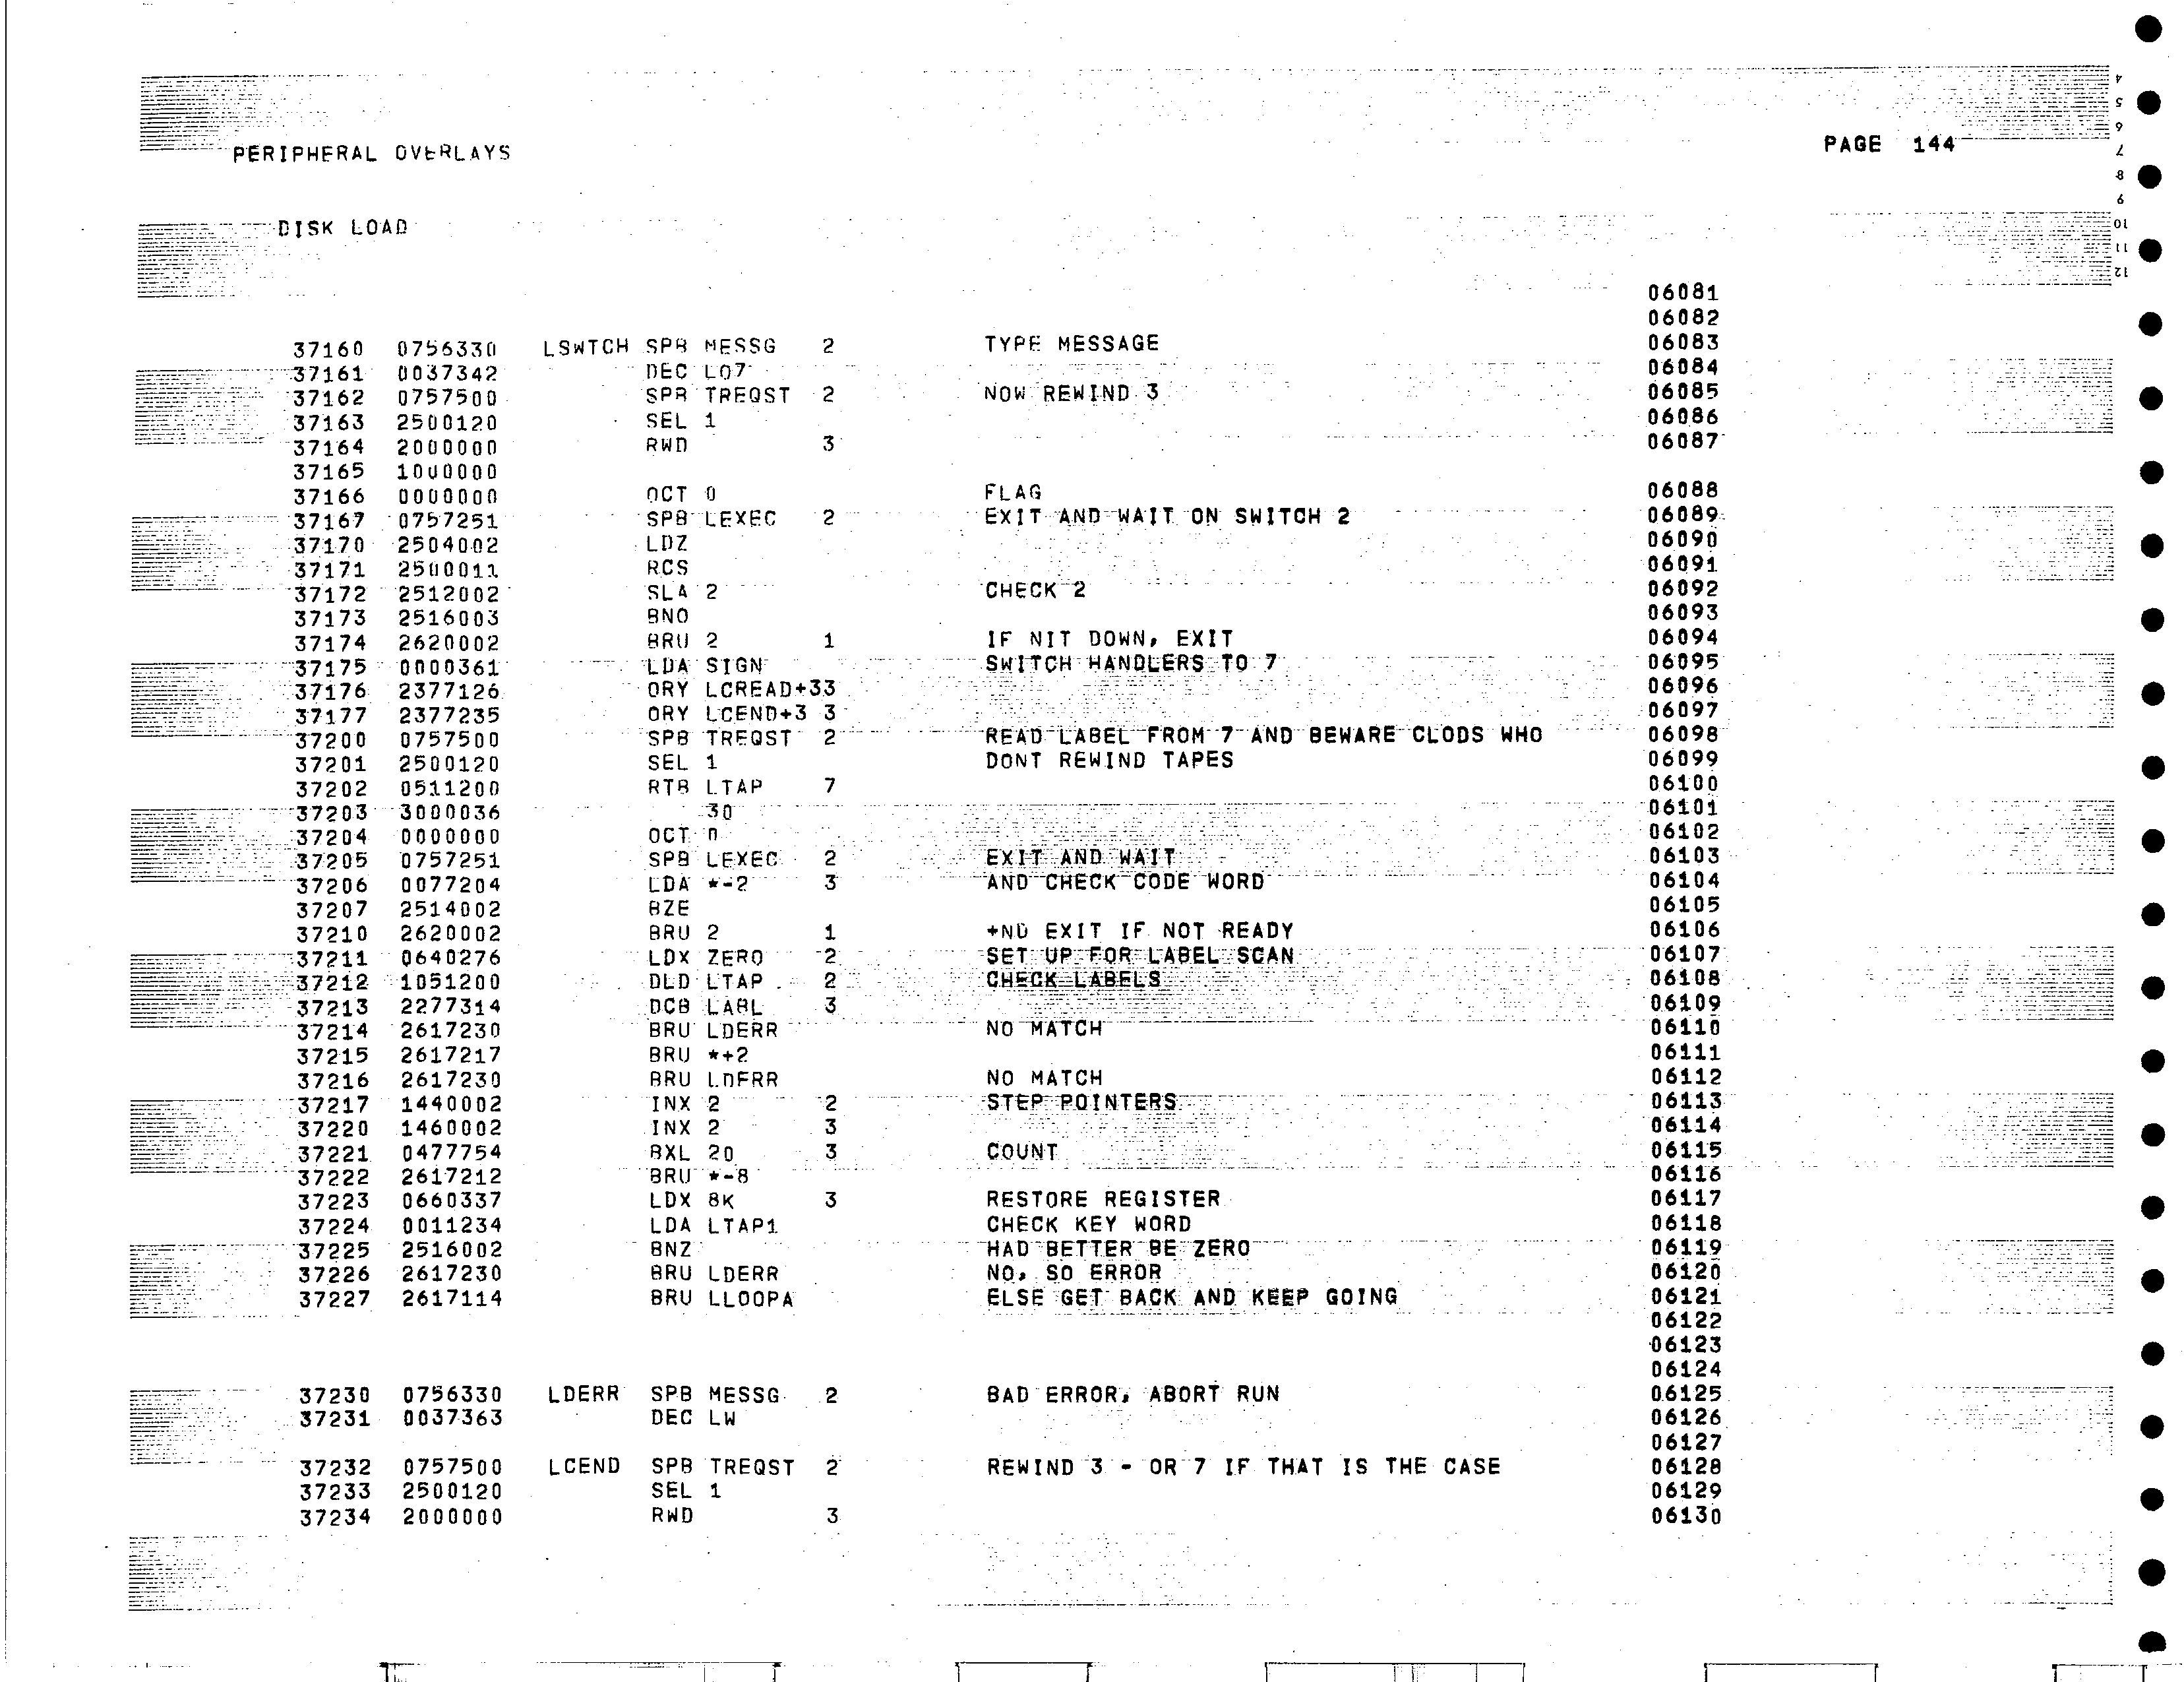 PERIPHERAL OVERLAYS PAGE 144
DISK LOAD
06081
06082
37160 0756330 LSWTCH SPB MESSG 2 TYPE MESSAGE 06083
37161 0037342 DEC LQ7 06084
37162 0757500 SPB TREQST 2 NOW REWIND 3 06085
37163 2500120 SEL 1 06086
37164 2000000 RWD 3 06087
37165 1000000
37166 0000000 OCT 0 FLAG 06088
37167 0757251 SPB LEXEC 2 EXIT AND WAIT ON SWITCH 2 06089
37170 2504002 LDZ 06090
37171 2500011 RCS 06091
37172 2512002 SLA 2 CHECK 2 06092
37173 2516003 BNO 06093
37174 2620002 BRU 2 1 IF NIT DOWN, EXIT 06094
37175 0000361 LDA SIGN SWITCH HANDLERS TO 7 06095
37176 2377126 ORY LCREAD+33 06096
37177 2377235 ORY LCEND+3 3 06097
37200 0757500 SPB TREQST 2 READ LABEL FROM 7 AND BEWARE CLODS WHO 06098
37201 2500120 SEL 1 DONT REWIND TAPES 06099
37202 0511200 RTB LTAP 7 06100
37203 3000036 30 06101
37204 0000000 OCT 0 06102
37205 0757251 SPB LEXEC 2 EXIT AND WAIT 06103
37206 0077204 LDA *-2 3 AND CHECK CODE WORD 06104
37207 2514002 BZE 06105
37210 2620002 BRU 2 1 +ND EXIT IF NOT READY 06106
37211 0640276 LDX ZERO 2 SET UP FOR LABEL SCAN 06107
37212 1051200 DLD LTAP 2 CHECK LABELS 06108
37213 2277314 DCB LABL 3 06109
37214 2617230 BRU LDERR NO MATCH 06110
37215 2617217 BRU *+2 06111
37216 2617230 BRU LDERR NO MATCH 06112
37217 1440002 INX 2 2 STEP POINTERS 06113
37220 1460002 INX 2 3 06114
37221 0477754 BXL 20 3 COUNT 06115
37222 2617212 BRU *-8 06116
37223 0660337 LDX 8K 3 RESTORE REGISTER 06117
37224 0011234 LDA LTAP1 CHECK KEY WORD 06118
37225 2516002 BNZ HAD BETTER BE ZERO 06119
37226 2617230 BRU LDERR NO, SO ERROR 06120
37227 2617114 BRU LLOOPA ELSE GET BACK AND KEEP GOING 06121
06122
06123
06124
37230 0756330 LDERR SPB MESSG 2 BAD ERROR, ABORT RUN 06125
37231 0037363 DEC LW 06126
06127
37232 0757500 LCEND SPB TREQST 2 REWIND 3 - OR 7 IF THAT IS THE CASE 06128
37233 2500120 SEL 1 06129
37234 2000000 RWD 3 06130
4
5
6
7
8
9
10
11
12